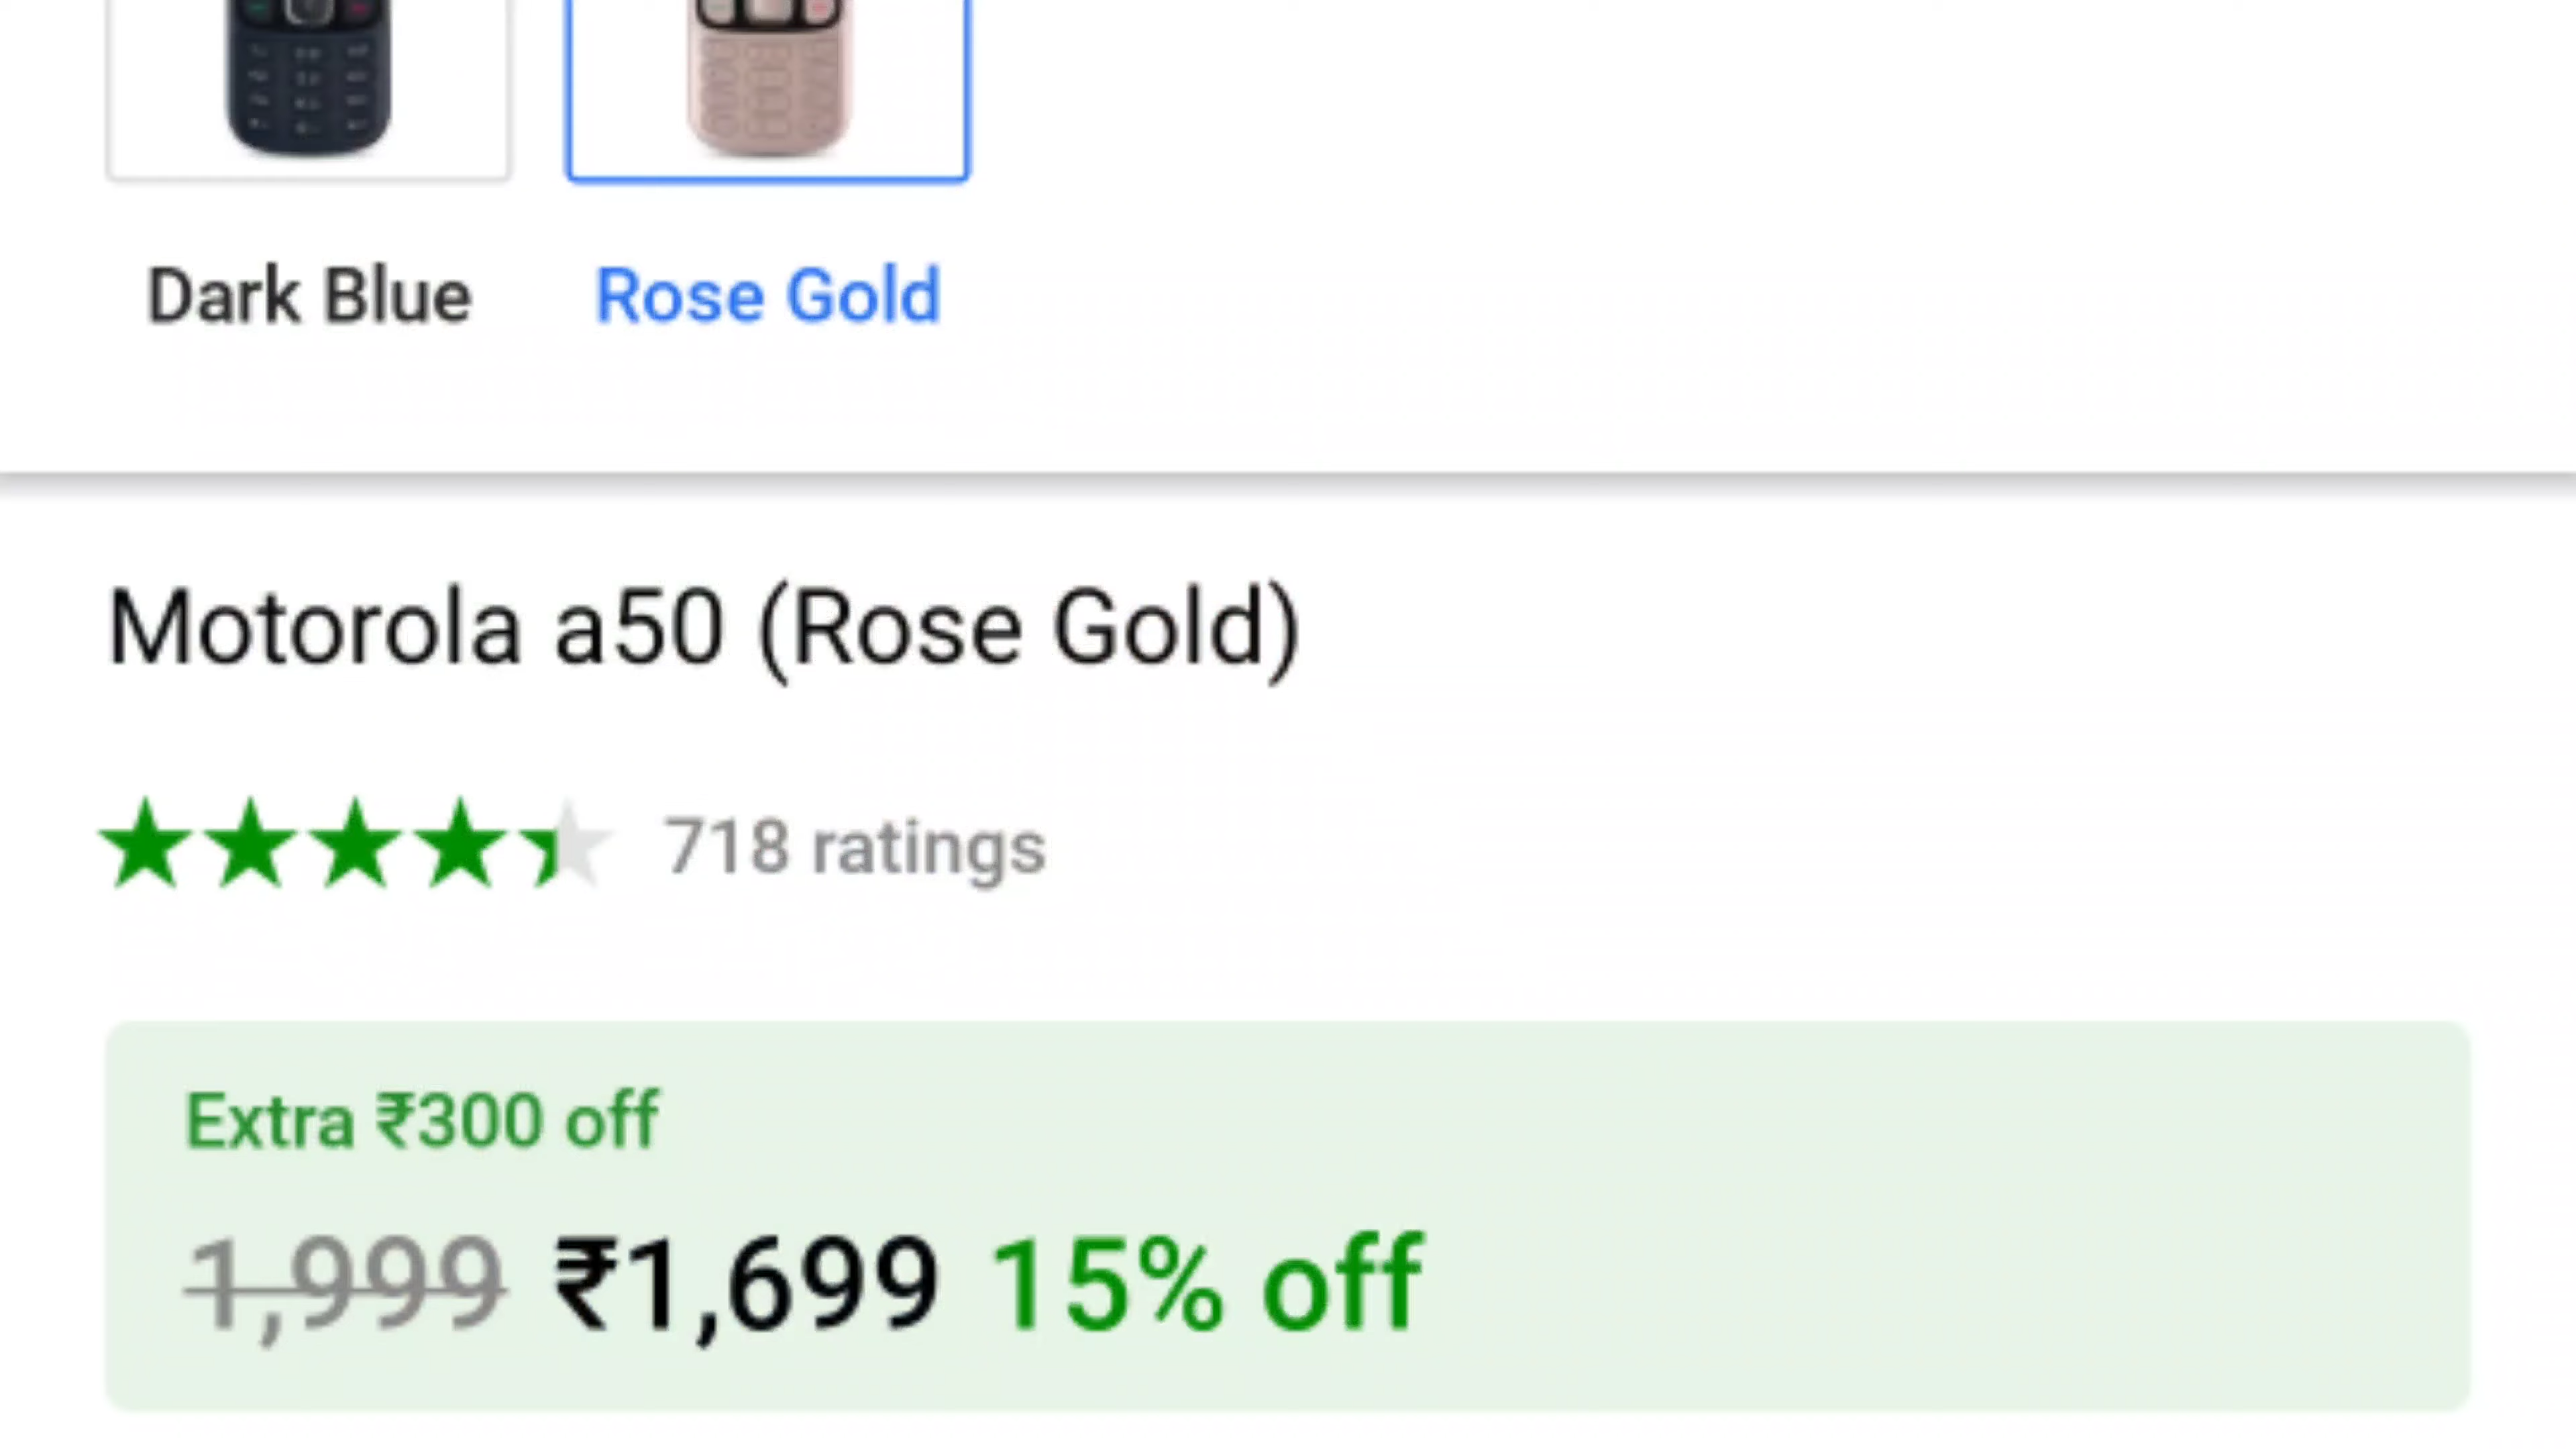 Dark Blue Rose Gold
Motorola a50 (Rose Gold)
718 ratings
Extra ₹300 off
1,999 ₹1,699 15% off